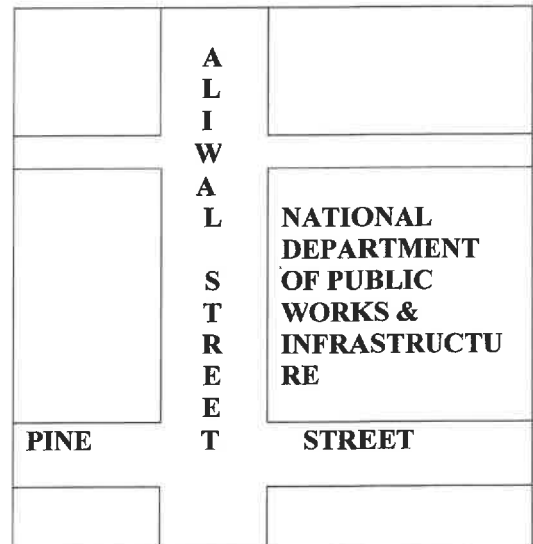 A
L
I
W
A
L
S
T
R
E
E
T
NATIONAL
DEPARTMENT
OF PUBLIC
WORKS &
INFRASTRUCTU
RE
PINE STREET